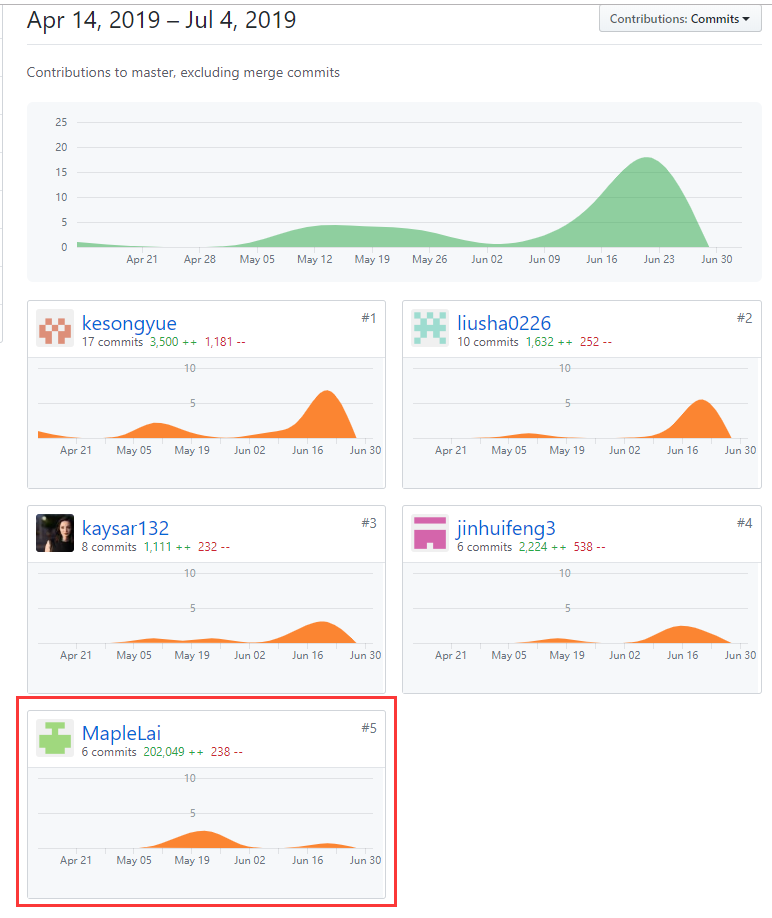 Apr 14, 2019 – Jul 4, 2019
Contributions: Commits
Contributions to master, excluding merge commits
25
20
15
10
5
0
Apr 21 Apr 28 May 05 May 12 May 19 May 26 Jun 02 Jun 09 Jun 16 Jun 23 Jun 30
kesongyue #1
17 commits 3,500 ++ 1,181 --
10
5
Apr 21 May 05 May 19 Jun 02 Jun 16 Jun 30
liusha0226 #2
10 commits 1,632 ++ 252 --
10
5
Apr 21 May 05 May 19 Jun 02 Jun 16 Jun 30
kaysar132 #3
8 commits 1,111 ++ 232 --
10
5
Apr 21 May 05 May 19 Jun 02 Jun 16 Jun 30
jinhuifeng3 #4
6 commits 2,224 ++ 538 --
10
5
Apr 21 May 05 May 19 Jun 02 Jun 16 Jun 30
MapleLai #5
6 commits 202,049 ++ 238 --
10
5
Apr 21 May 05 May 19 Jun 02 Jun 16 Jun 30